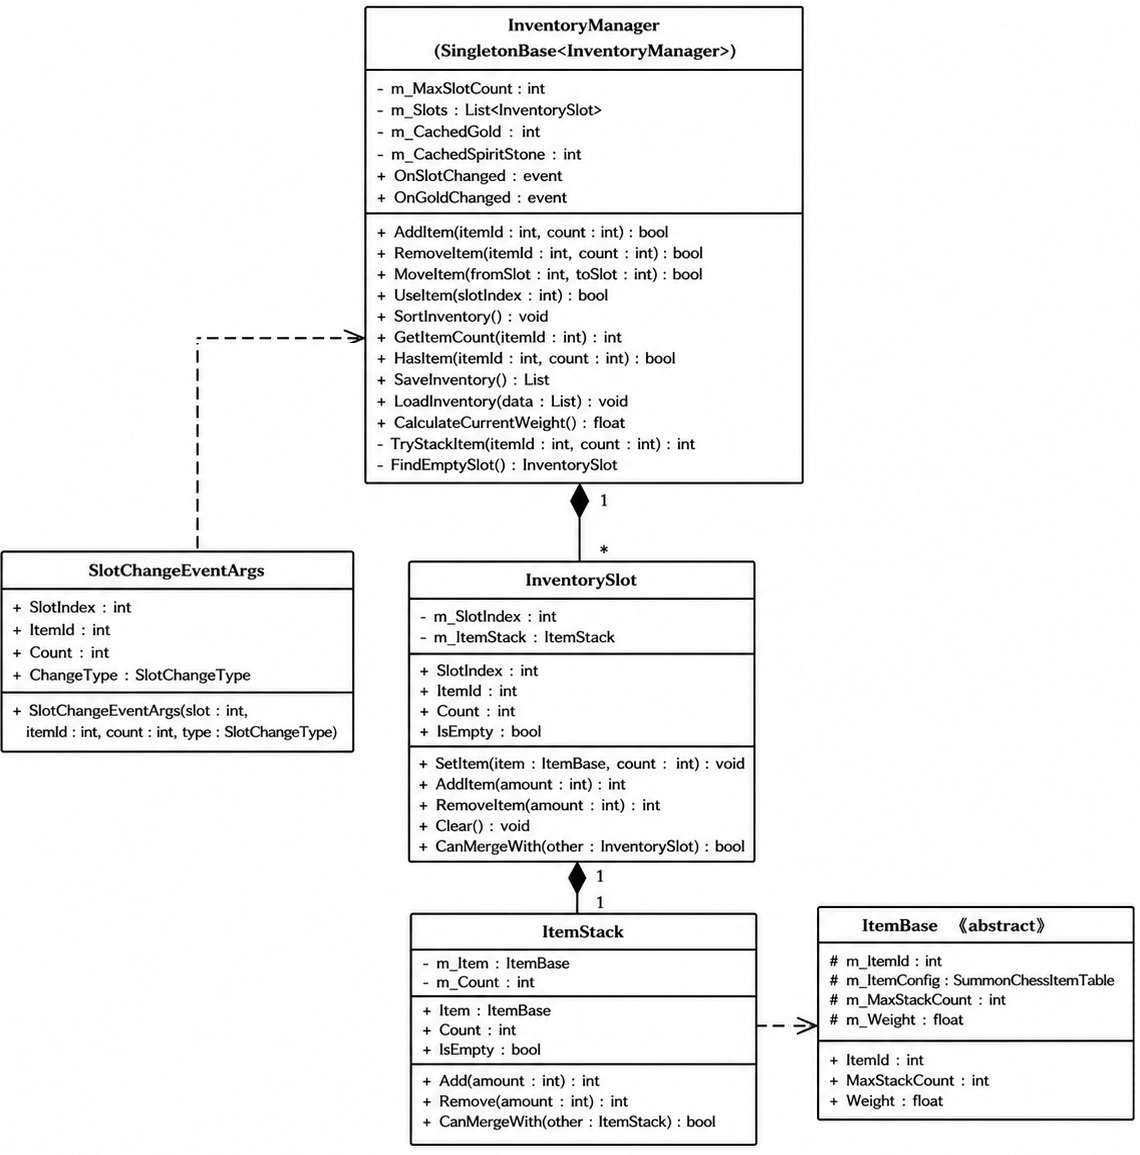 InventoryManager
(SingletonBase<InventoryManager>)
- m_MaxSlotCount : int
- m_Slots : List<InventorySlot>
- m_CachedGold : int
- m_CachedSpiritStone : int
+ OnSlotChanged : event
+ OnGoldChanged : event
+ AddItem(itemId : int, count : int) : bool
+ RemoveItem(itemId : int, count : int) : bool
+ MoveItem(fromSlot : int, toSlot : int) : bool
+ UseItem(slotIndex : int) : bool
+ SortInventory() : void
+ GetItemCount(itemId : int) : int
+ HasItem(itemId : int, count : int) : bool
+ SaveInventory() : List
+ LoadInventory(data : List) : void
+ CalculateCurrentWeight() : float
- TryStackItem(itemId : int, count : int) : int
- FindEmptySlot() : InventorySlot
1
*
SlotChangeEventArgs
+ SlotIndex : int
+ ItemId : int
+ Count : int
+ ChangeType : SlotChangeType
+ SlotChangeEventArgs(slot : int,
itemId : int, count : int, type : SlotChangeType)
InventorySlot
- m_SlotIndex : int
- m_ItemStack : ItemStack
+ SlotIndex : int
+ ItemId : int
+ Count : int
+ IsEmpty : bool
+ SetItem(item : ItemBase, count : int) : void
+ AddItem(amount : int) : int
+ RemoveItem(amount : int) : int
+ Clear() : void
+ CanMergeWith(other : InventorySlot) : bool
1
1
ItemStack
- m_Item : ItemBase
- m_Count : int
+ Item : ItemBase
+ Count : int
+ IsEmpty : bool
+ Add(amount : int) : int
+ Remove(amount : int) : int
+ CanMergeWith(other : ItemStack) : bool
ItemBase 《abstract》
# m_ItemId : int
# m_ItemConfig : SummonChessItemTable
# m_MaxStackCount : int
# m_Weight : float
+ ItemId : int
+ MaxStackCount : int
+ Weight : float